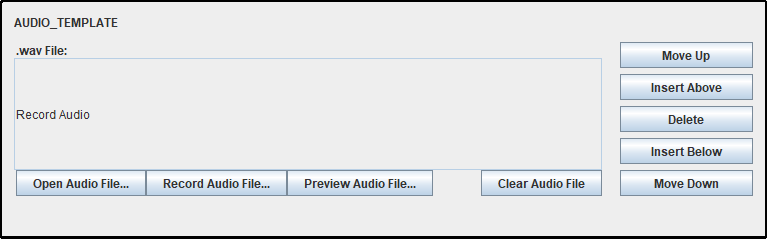 AUDIO_TEMPLATE
.wav File:
Record Audio
Open Audio File...
Record Audio File...
Preview Audio File...
Clear Audio File
Move Up
Insert Above
Delete
Insert Below
Move Down